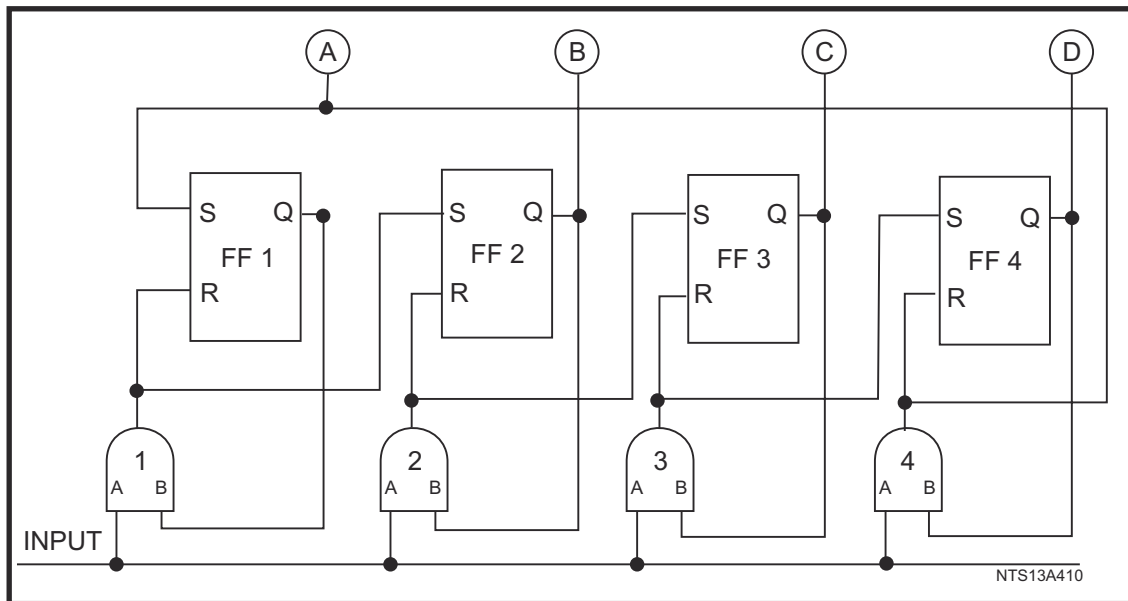 A
B
C
D
S Q
FF 1
R
S Q
FF 2
R
S Q
FF 3
R
S Q
FF 4
R
1
A B
2
A B
3
A B
4
A B
INPUT
NTS13A410